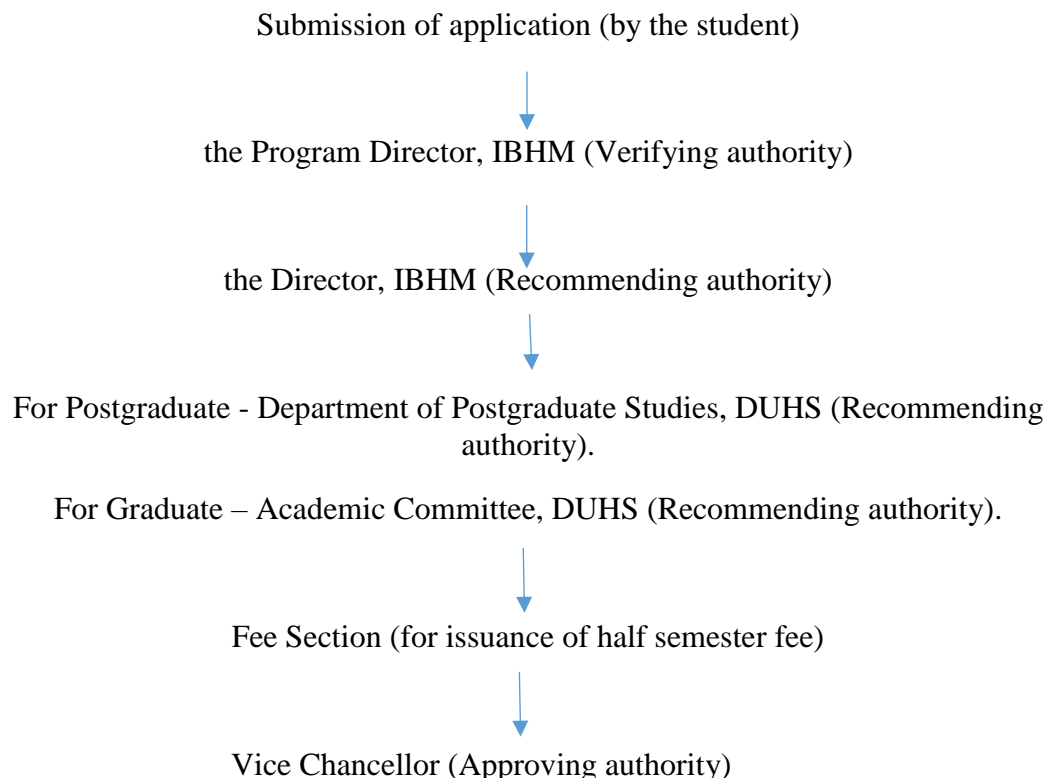 Submission of application (by the student)
the Program Director, IBHM (Verifying authority)
the Director, IBHM (Recommending authority)
For Postgraduate - Department of Postgraduate Studies, DUHS (Recommending
authority).
For Graduate – Academic Committee, DUHS (Recommending authority).
Fee Section (for issuance of half semester fee)
Vice Chancellor (Approving authority)